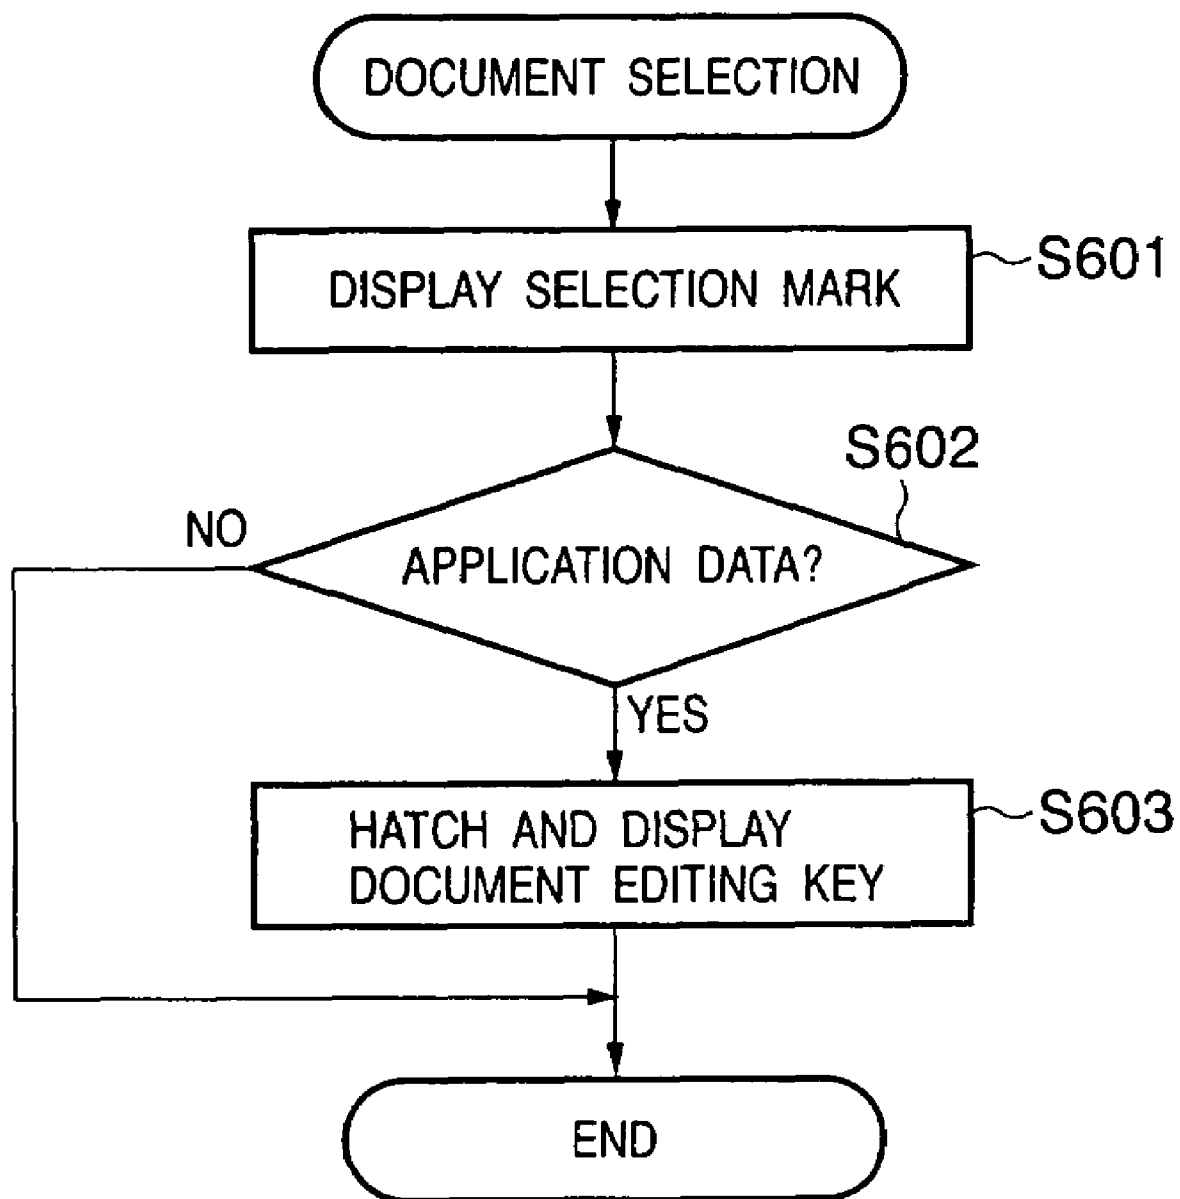 DOCUMENT SELECTION
DISPLAY SELECTION MARK
S601
S602
NO
APPLICATION DATA?
YES
HATCH AND DISPLAY
DOCUMENT EDITING KEY
S603
END